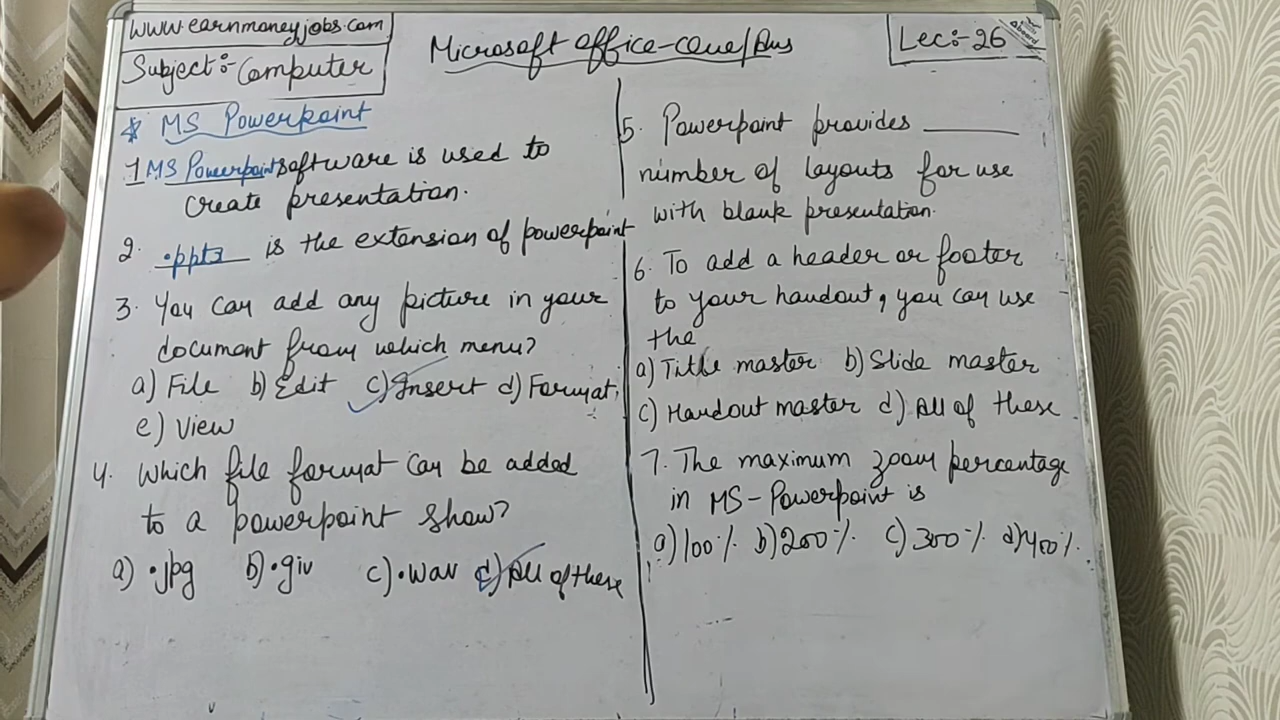 www.earnmoneyjobs.com
Subject:- Computer
Microsoft office-
Lec:- 26
MS Powerpoint
1 MS Powerpoint software is used to
create presentation.
2. .pptx is the extension of powerpoint
3. You can add any picture in your
document from which menu?
a) File b) Edit c) Insert d) Format
e) View
4. Which file format can be added
to a powerpoint show?
a) .jpg b) .giv c) .wav d) All of these
5. Powerpoint provides ______
number of layouts for use
with blank presentation.
6. To add a header or footer
to your handout, you can use
the
a) Title master b) Slide master
c) Handout master d) All of these
7. The maximum zoom percentage
in MS-Powerpoint is
a) 100% b) 200% c) 300% d) 400%